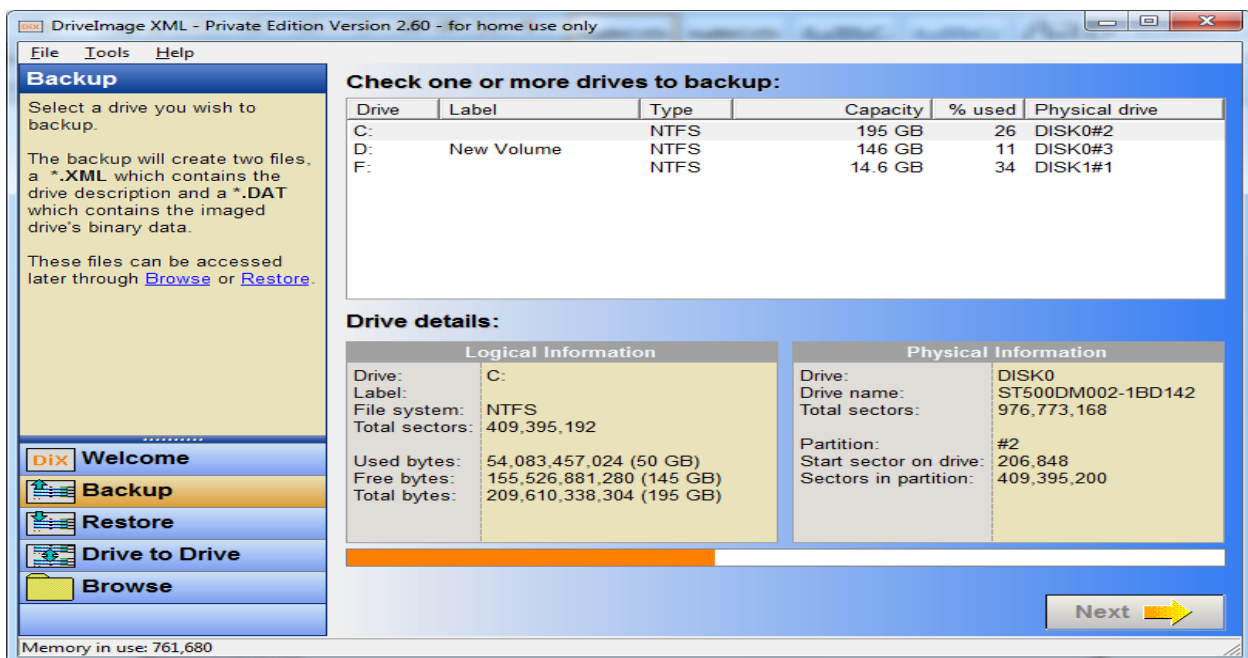 DiX DriveImage XML - Private Edition Version 2.60 - for home use only
File Tools Help
Backup
Select a drive you wish to
backup.
The backup will create two files,
a *.XML which contains the
drive description and a *.DAT
which contains the imaged
drive's binary data.
These files can be accessed
later through Browse or Restore.
DiX Welcome
Backup
Restore
Drive to Drive
Browse
Check one or more drives to backup:
Drive Label Type Capacity % used Physical drive
C: NTFS 195 GB 26 DISK0#2
D: New Volume NTFS 146 GB 11 DISK0#3
F: NTFS 14.6 GB 34 DISK1#1
Drive details:
Logical Information
Drive: C:
Label:
File system: NTFS
Total sectors: 409,395,192
Used bytes: 54,083,457,024 (50 GB)
Free bytes: 155,526,881,280 (145 GB)
Total bytes: 209,610,338,304 (195 GB)
Physical Information
Drive: DISK0
Drive name: ST500DM002-1BD142
Total sectors: 976,773,168
Partition: #2
Start sector on drive: 206,848
Sectors in partition: 409,395,200
Next
Memory in use: 761,680